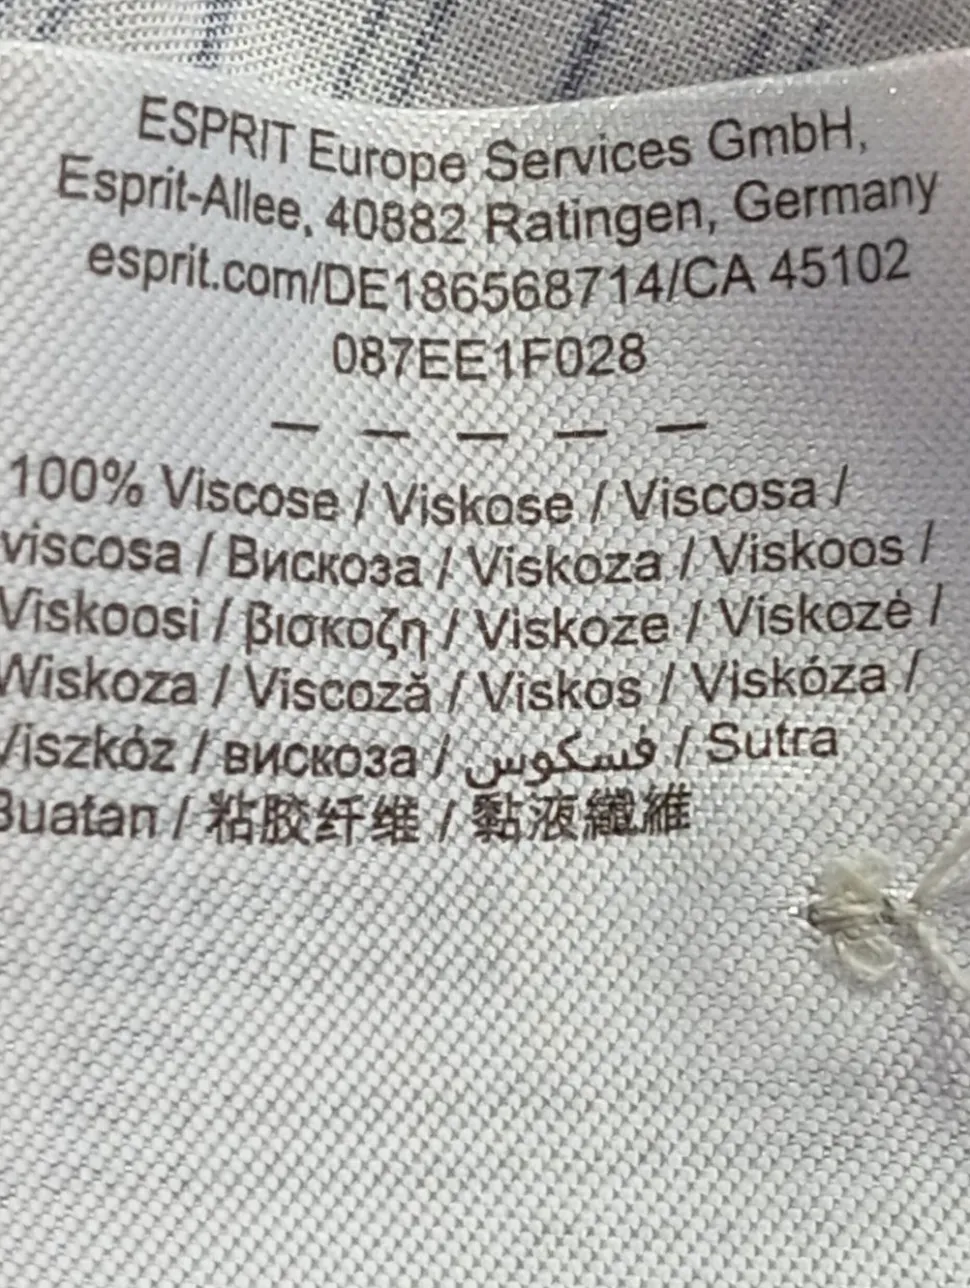 ESPRIT Europe Services GmbH,
Esprit-Allee, 40882 Ratingen, Germany
esprit.com/DE186568714/CA 45102
087EE1F028
— — — — —
100% Viscose / Viskose / Viscosa /
viscosa / Вискоза / Viskoza / Viskoos /
Viskoosi / βισκοζη / Viskoze / Viskozė /
Wiskoza / Viscoză / Viskos / Viskóza /
Viszkóz / вискоза / فسكوس / Sutra
Buatan / 粘胶纤维 / 黏液纖維